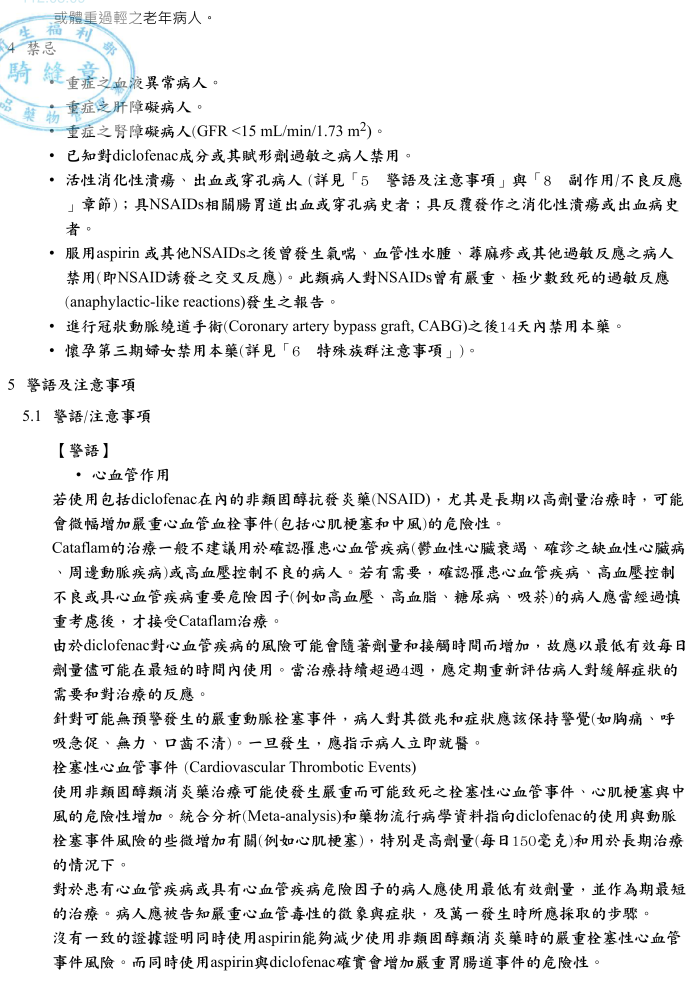 或體重過輕之老年病人。
4 禁忌
• 重症之血液異常病人。
• 重症之肝障礙病人。
• 重症之腎障礙病人(GFR <15 mL/min/1.73 m2)。
• 已知對diclofenac成分或其賦形劑過敏之病人禁用。
• 活性消化性潰瘍、出血或穿孔病人 (詳見「5 警語及注意事項」與「8 副作用/不良反應
」章節)；具NSAIDs相關腸胃道出血或穿孔病史者；具反覆發作之消化性潰瘍或出血病史
者。
• 服用aspirin 或其他NSAIDs之後曾發生氣喘、血管性水腫、蕁麻疹或其他過敏反應之病人
禁用(即NSAID誘發之交叉反應)。此類病人對NSAIDs曾有嚴重、極少數致死的過敏反應
(anaphylactic-like reactions)發生之報告。
• 進行冠狀動脈繞道手術(Coronary artery bypass graft, CABG)之後14天內禁用本藥。
• 懷孕第三期婦女禁用本藥(詳見「6 特殊族群注意事項」)。
5 警語及注意事項
5.1 警語/注意事項
【警語】
• 心血管作用
若使用包括diclofenac在內的非類固醇抗發炎藥(NSAID)，尤其是長期以高劑量治療時，可能
會微幅增加嚴重心血管血栓事件(包括心肌梗塞和中風)的危險性。
Cataflam的治療一般不建議用於確認罹患心血管疾病(鬱血性心臟衰竭、確診之缺血性心臟病
、周邊動脈疾病)或高血壓控制不良的病人。若有需要，確認罹患心血管疾病、高血壓控制
不良或具心血管疾病重要危險因子(例如高血壓、高血脂、糖尿病、吸菸)的病人應當經過慎
重考慮後，才接受Cataflam治療。
由於diclofenac對心血管疾病的風險可能會隨著劑量和接觸時間而增加，故應以最低有效每日
劑量儘可能在最短的時間內使用。當治療持續超過4週，應定期重新評估病人對緩解症狀的
需要和對治療的反應。
針對可能無預警發生的嚴重動脈栓塞事件，病人對其徵兆和症狀應該保持警覺(如胸痛、呼
吸急促、無力、口齒不清)。一旦發生，應指示病人立即就醫。
栓塞性心血管事件 (Cardiovascular Thrombotic Events)
使用非類固醇類消炎藥治療可能使發生嚴重而可能致死之栓塞性心血管事件、心肌梗塞與中
風的危險性增加。統合分析(Meta-analysis)和藥物流行病學資料指向diclofenac的使用與動脈
栓塞事件風險的些微增加有關(例如心肌梗塞)，特別是高劑量(每日150毫克)和用於長期治療
的情況下。
對於患有心血管疾病或具有心血管疾病危險因子的病人應使用最低有效劑量，並作為期最短
的治療。病人應被告知嚴重心血管毒性的徵象與症狀，及萬一發生時所應採取的步驟。
沒有一致的證據證明同時使用aspirin能夠減少使用非類固醇類消炎藥時的嚴重栓塞性心血管
事件風險。而同時使用aspirin與diclofenac確實會增加嚴重胃腸道事件的危險性。